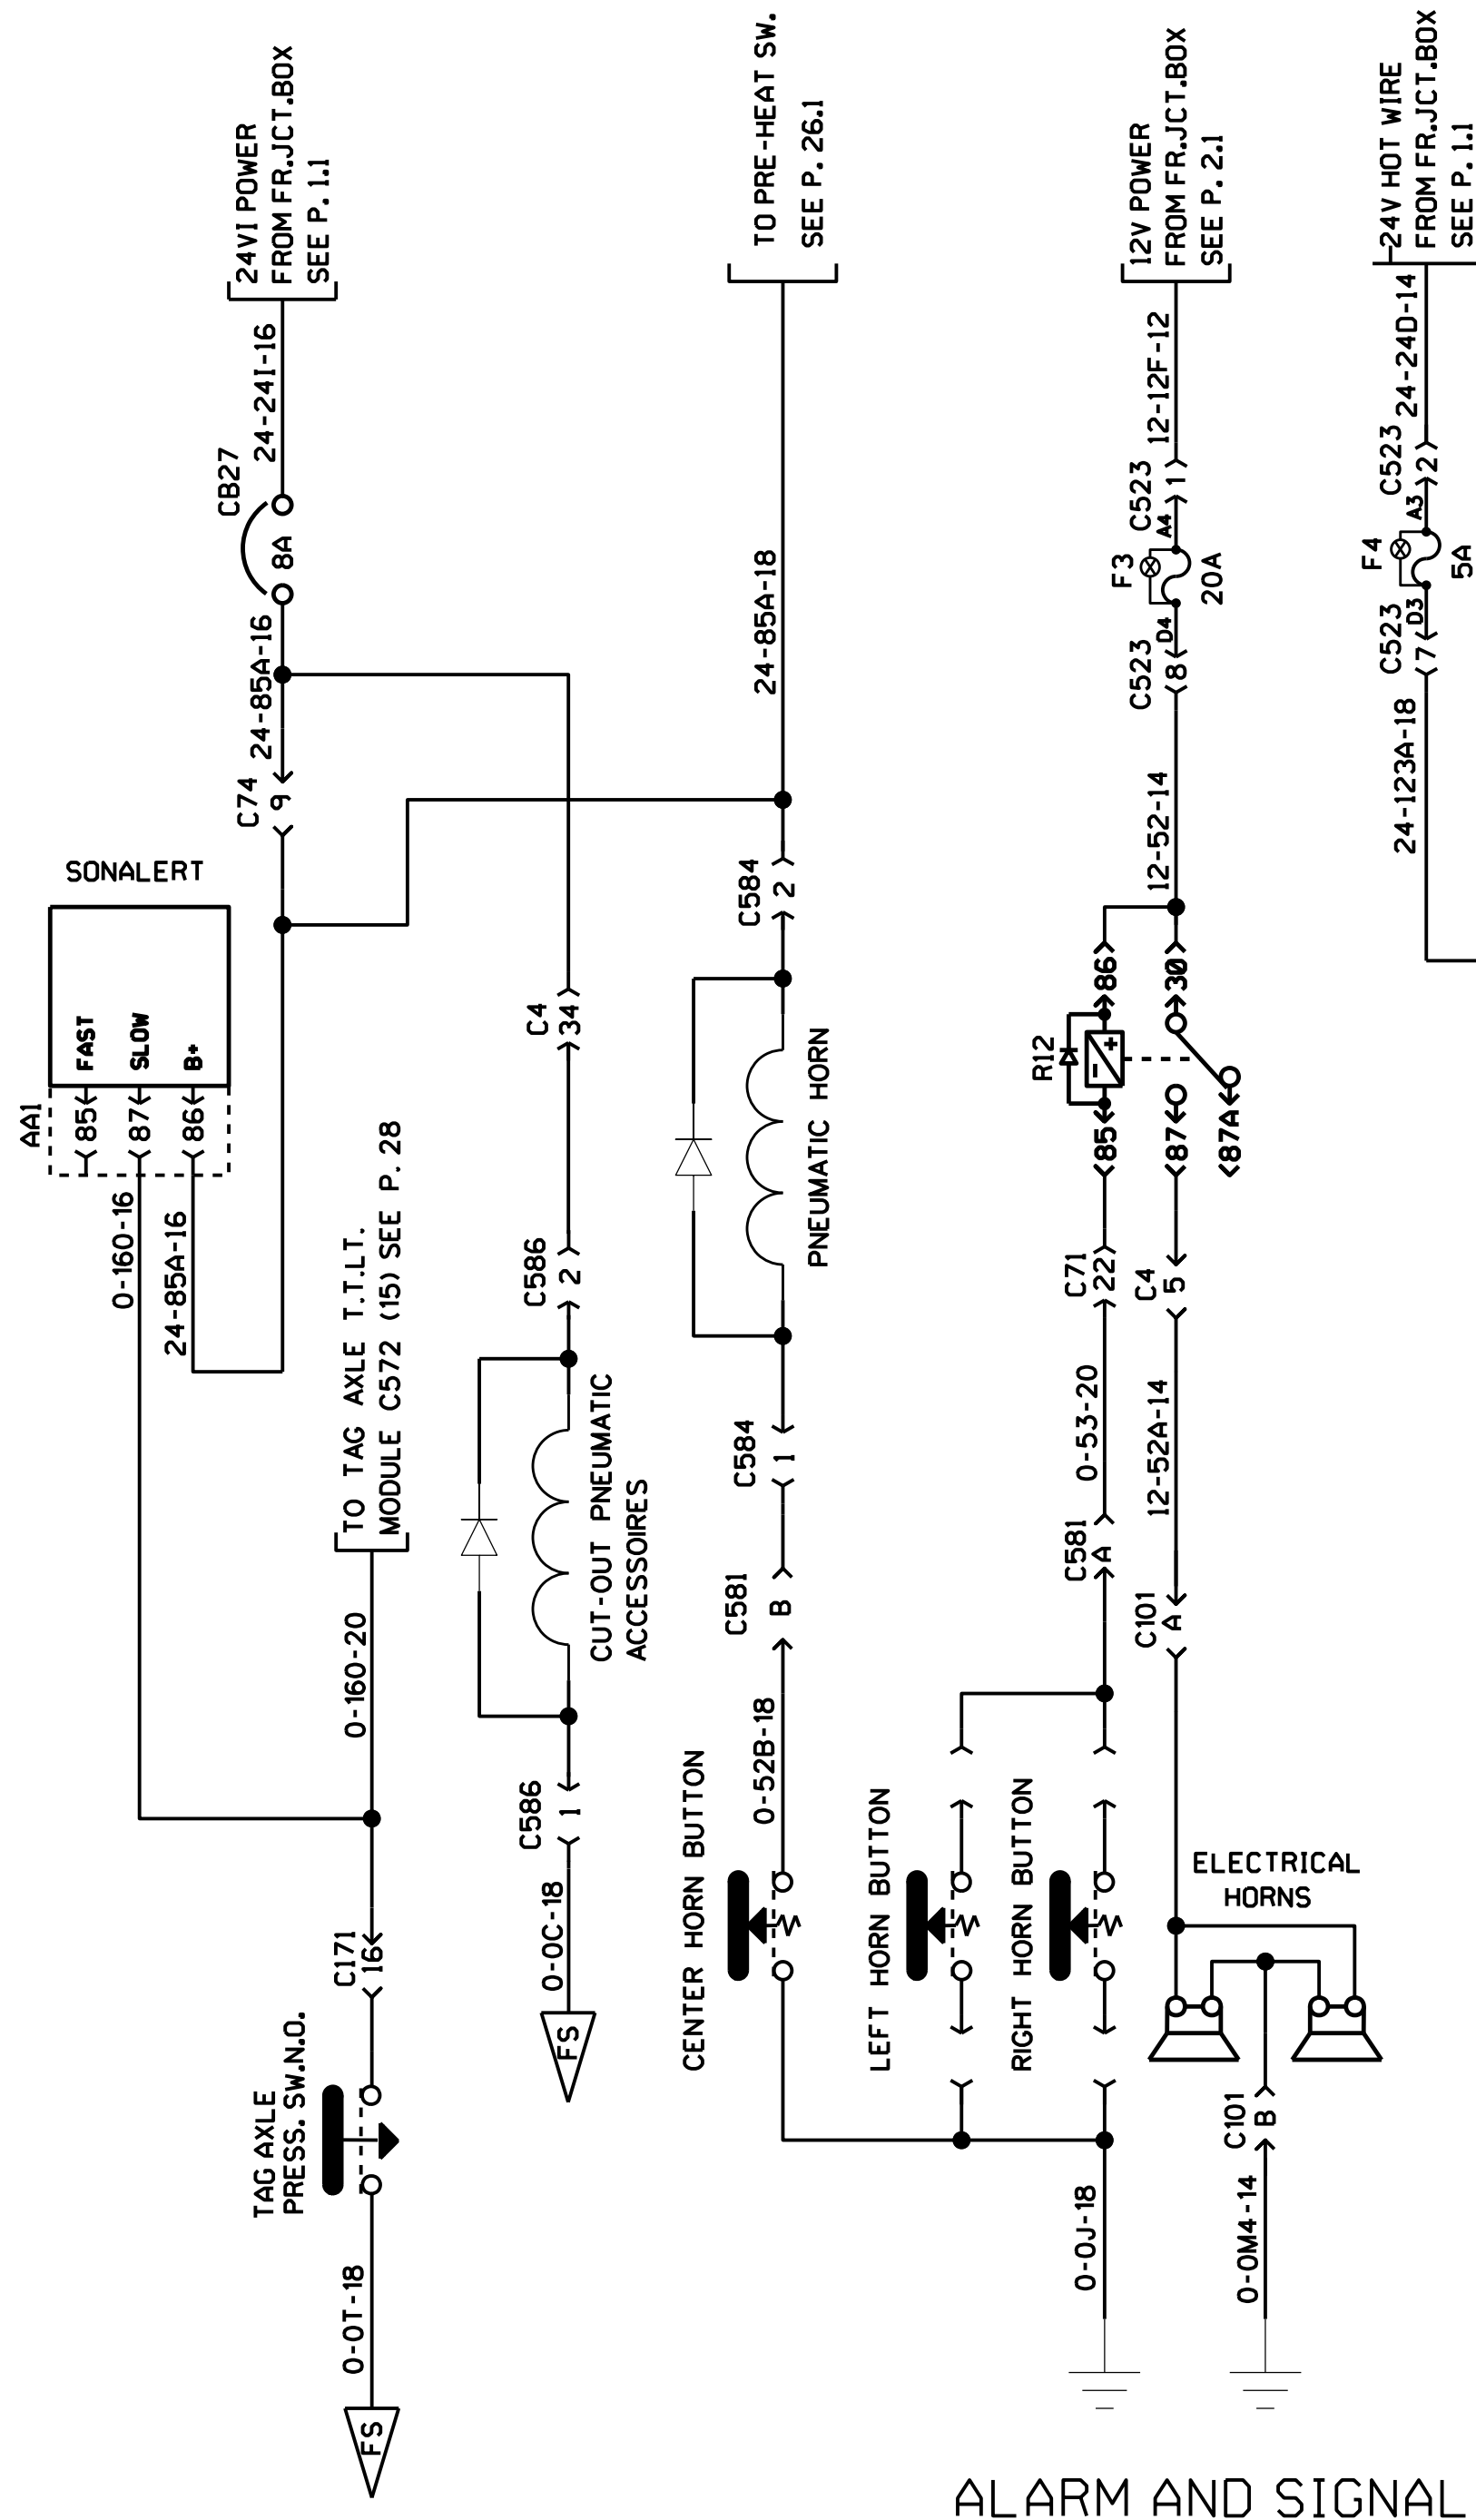 24VI POWER
FROM FR.JCT.BOX
SEE P. 1.1
24-24I-16
CB27
8A
24-85A-16
24-85A-16
C74
9
SONALERT
FAST
SLOW
B+
AA1
85
87
86
0-160-16
24-85A-16
TO TAG AXLE T.T.L.T.
MODULE C572 (15) SEE P. 28
0-160-20
C171
16
TAG AXLE
PRESS. SW.N.O.
0-0T-18
FS
C4
34
C586
2
CUT-OUT PNEUMATIC
ACCESSOIRES
C586
1
0-0C-18
FS
TO PRE-HEAT SW.
SEE P. 26.1
24-85A-18
C584
2
PNEUMATIC HORN
C584
1
C581
B
0-52B-18
CENTER HORN BUTTON
LEFT HORN BUTTON
RIGHT HORN BUTTON
12V POWER
FROM FR.JCT.BOX
SEE P. 2.1
12-12F-12
C523
1
A4
F3
20A
D4
C523
8
12-52-14
86
30
R12
+
-
85
87
87A
C71
22
C4
5
0-53-20
12-52A-14
C581
A
C101
A
ELECTRICAL
HORNS
C101
B
0-0J-18
0-0M4-14
24V HOT WIRE
FROM FR.JCT.BOX
SEE P. 1.1
24-24D-14
C523
2
A3
F4
5A
D3
C523
7
24-123A-18
ALARM AND SIGNAL